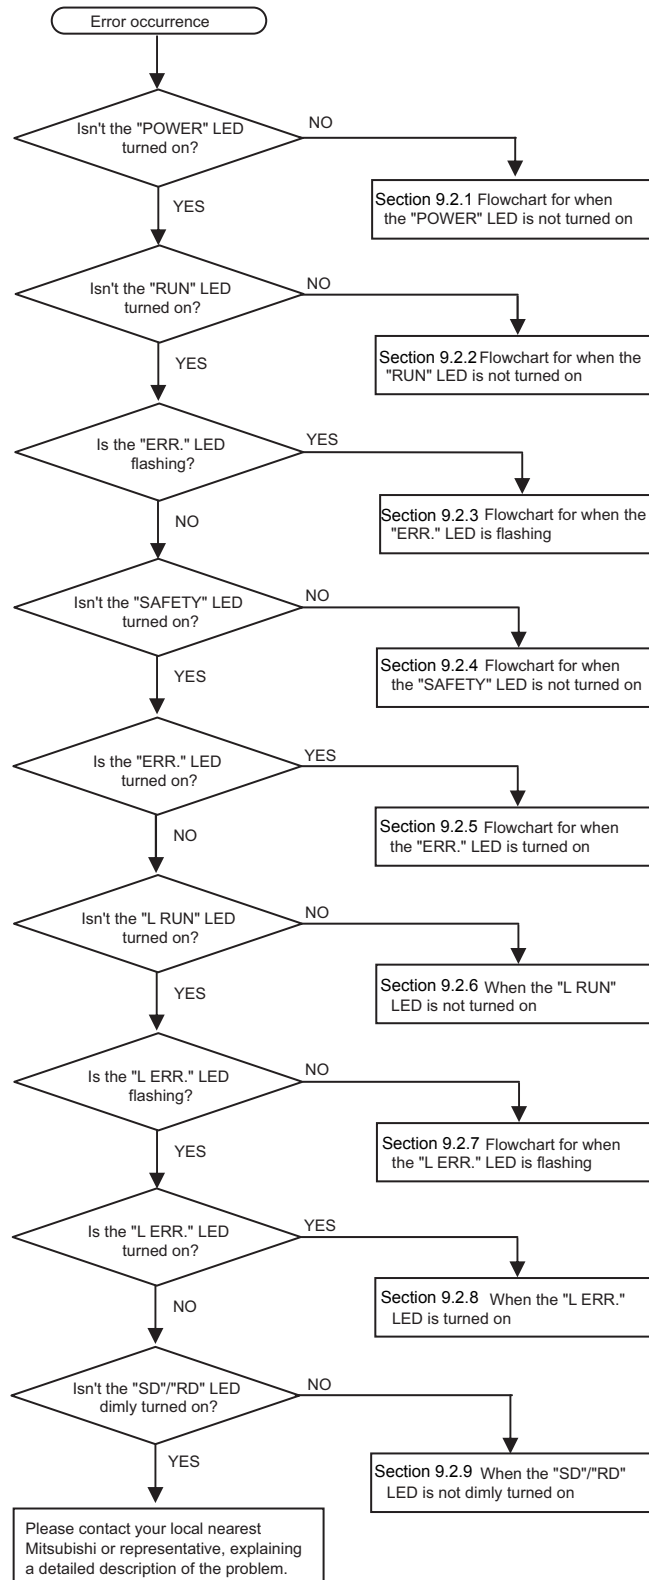 Error occurrence
Isn't the "POWER" LED
turned on?
NO
Section 9.2.1 Flowchart for when
the "POWER" LED is not turned on
YES
Isn't the "RUN" LED
turned on?
NO
Section 9.2.2 Flowchart for when the
"RUN" LED is not turned on
YES
Is the "ERR." LED
flashing?
YES
Section 9.2.3 Flowchart for when the
"ERR." LED is flashing
NO
Isn't the "SAFETY" LED
turned on?
NO
Section 9.2.4 Flowchart for when
the "SAFETY" LED is not turned on
YES
Is the "ERR." LED
turned on?
YES
Section 9.2.5 Flowchart for when
the "ERR." LED is turned on
NO
Isn't the "L RUN" LED
turned on?
NO
Section 9.2.6 When the "L RUN"
LED is not turned on
YES
Is the "L ERR." LED
flashing?
NO
Section 9.2.7 Flowchart for when
the "L ERR." LED is flashing
YES
Is the "L ERR." LED
turned on?
YES
Section 9.2.8 When the "L ERR."
LED is turned on
NO
Isn't the "SD"/"RD" LED
dimly turned on?
NO
Section 9.2.9 When the "SD"/"RD"
LED is not dimly turned on
YES
Please contact your local nearest
Mitsubishi or representative, explaining
a detailed description of the problem.